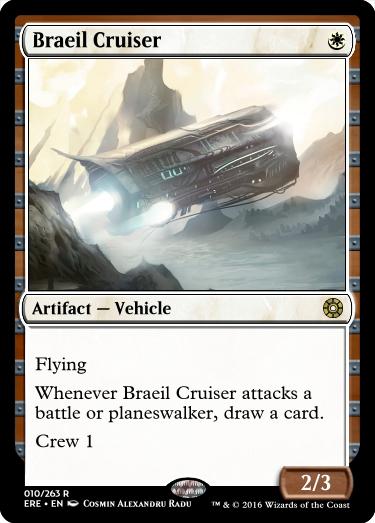 Braeil Cruiser
Artifact — Vehicle
Flying
Whenever Braeil Cruiser attacks a
battle or planeswalker, draw a card.
Crew 1
2/3
010/263 R
ERE • EN Cosmin Alexandru Radu
™ & © 2016 Wizards of the Coast